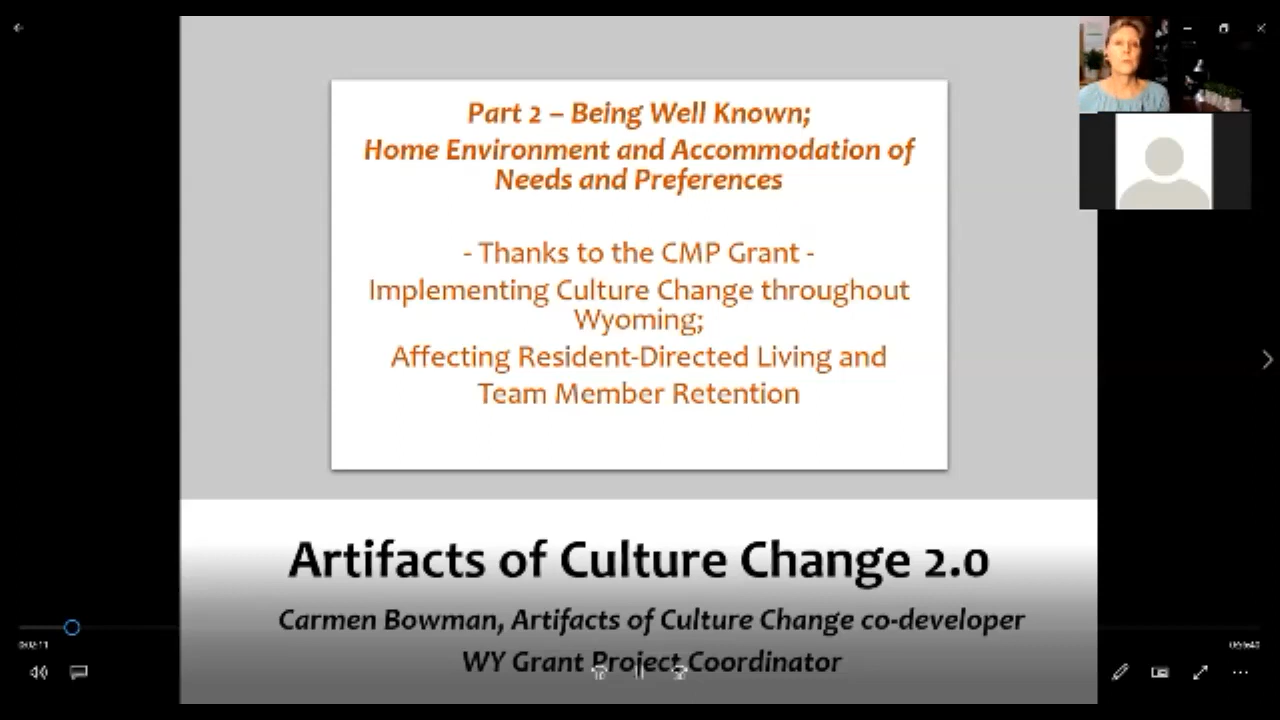 Part 2 – Being Well Known;
Home Environment and Accommodation of
Needs and Preferences
- Thanks to the CMP Grant -
Implementing Culture Change throughout
Wyoming;
Affecting Resident-Directed Living and
Team Member Retention
Artifacts of Culture Change 2.0
Carmen Bowman, Artifacts of Culture Change co-developer
WY Grant Project Coordinator